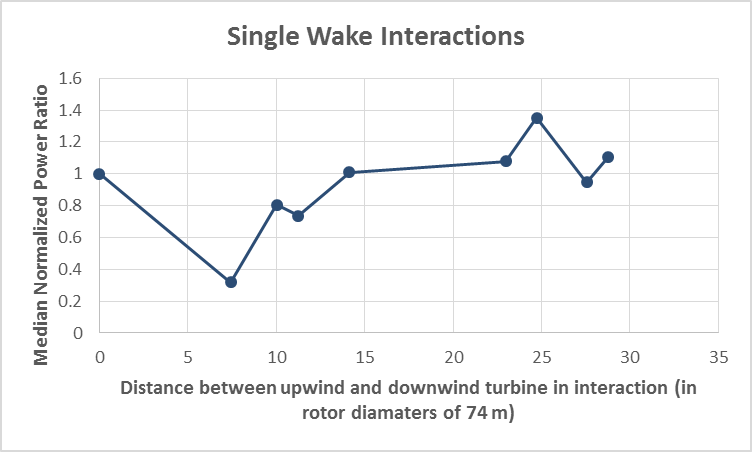 Single Wake Interactions
Median Normalized Power Ratio
1.6
1.4
1.2
1
0.8
0.6
0.4
0.2
0
0 5 10 15 20 25 30 35
Distance between upwind and downwind turbine in interaction (in
rotor diamaters of 74 m)